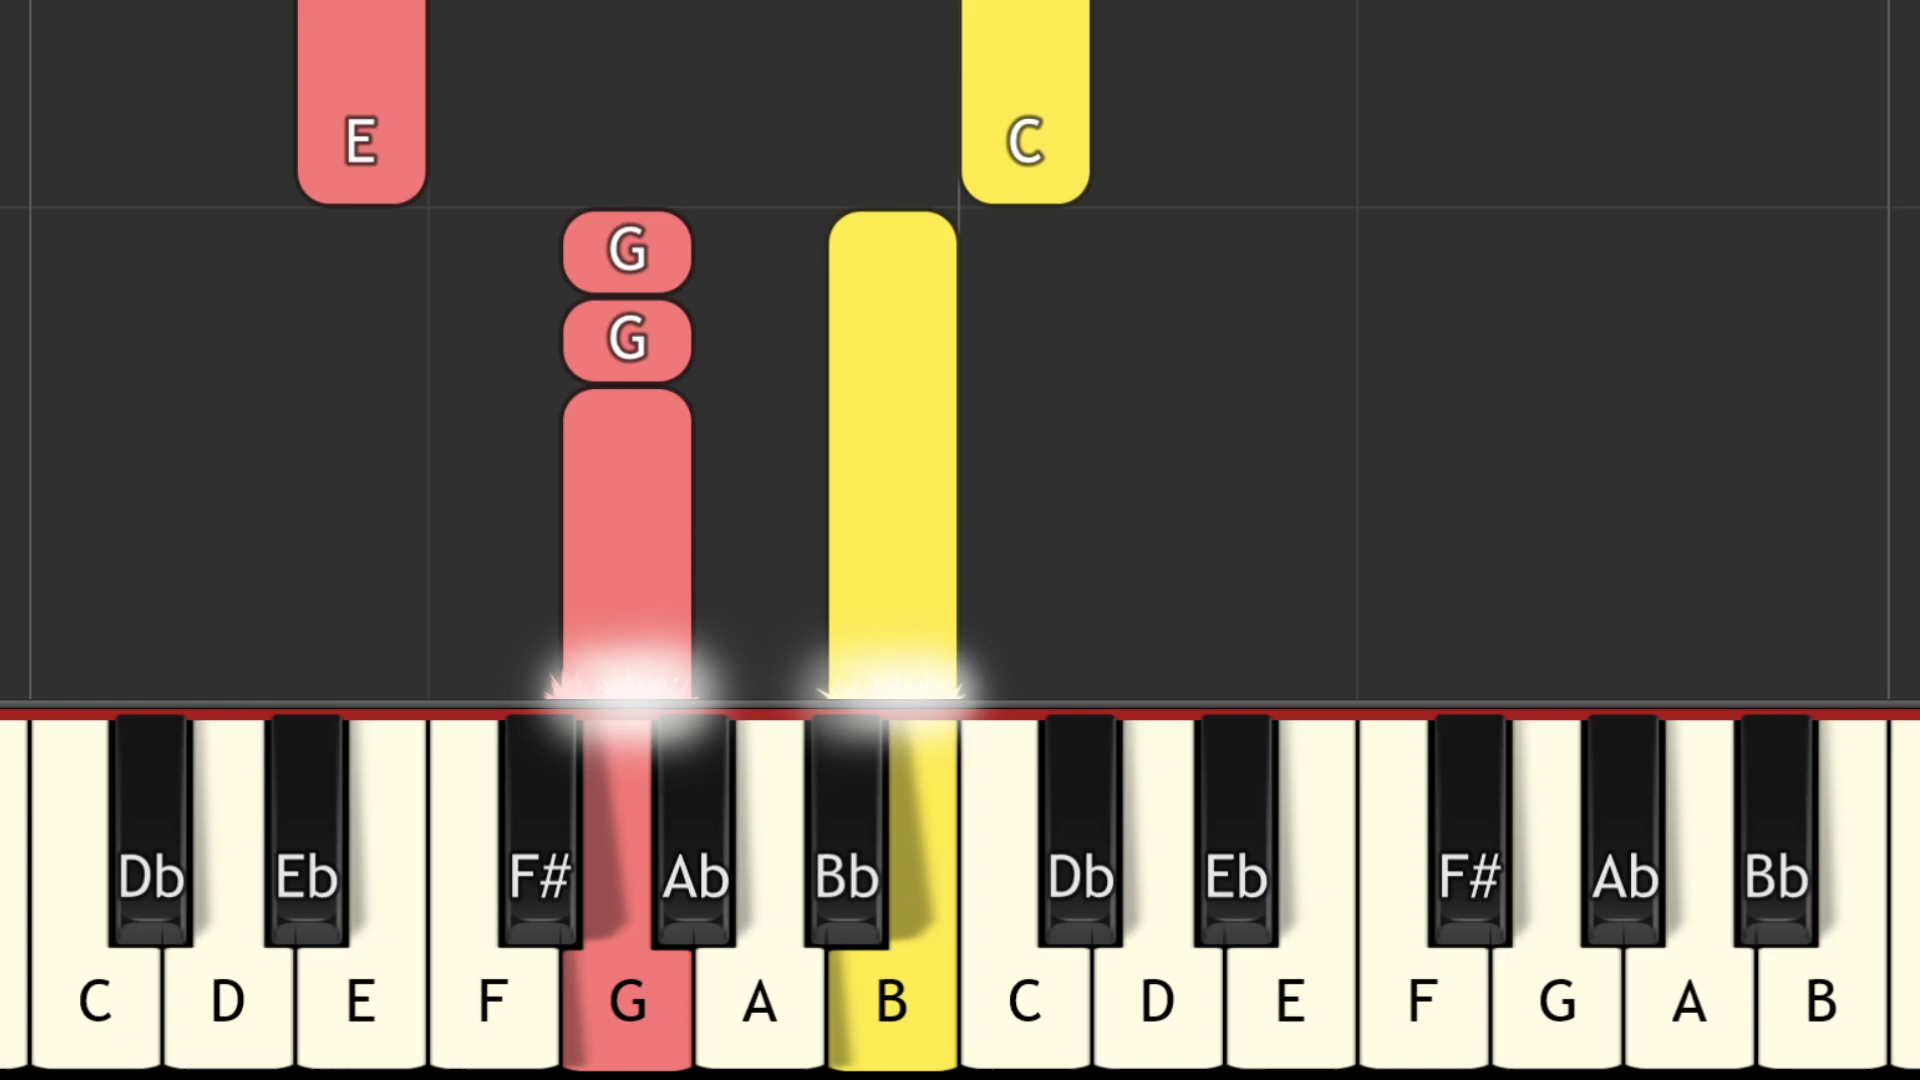 E C
G
G
Db Eb F# Ab Bb Db Eb F# Ab Bb
C D E F G A B C D E F G A B